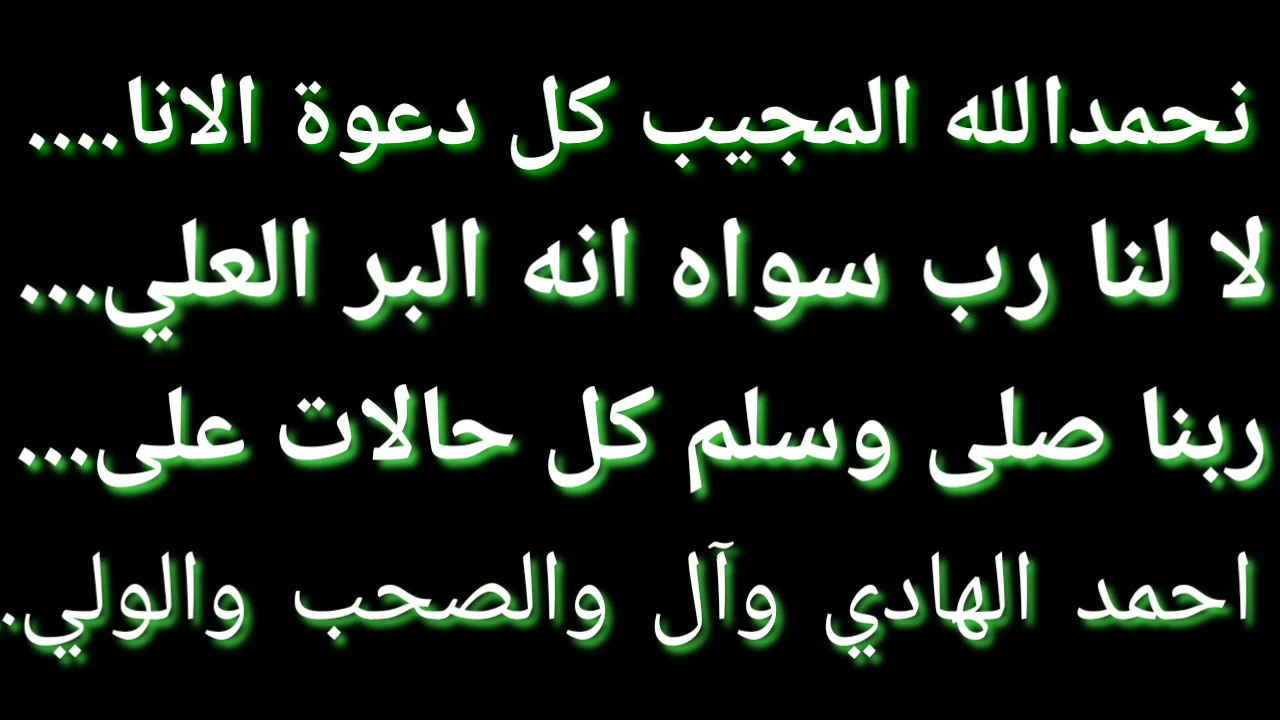 نحمدالله المجيب كل دعوة الانا....
لا لنا رب سواه انه البر العلي...
ربنا صلى وسلم كل حالات على...
احمد الهادي وآل والصحب والولي.